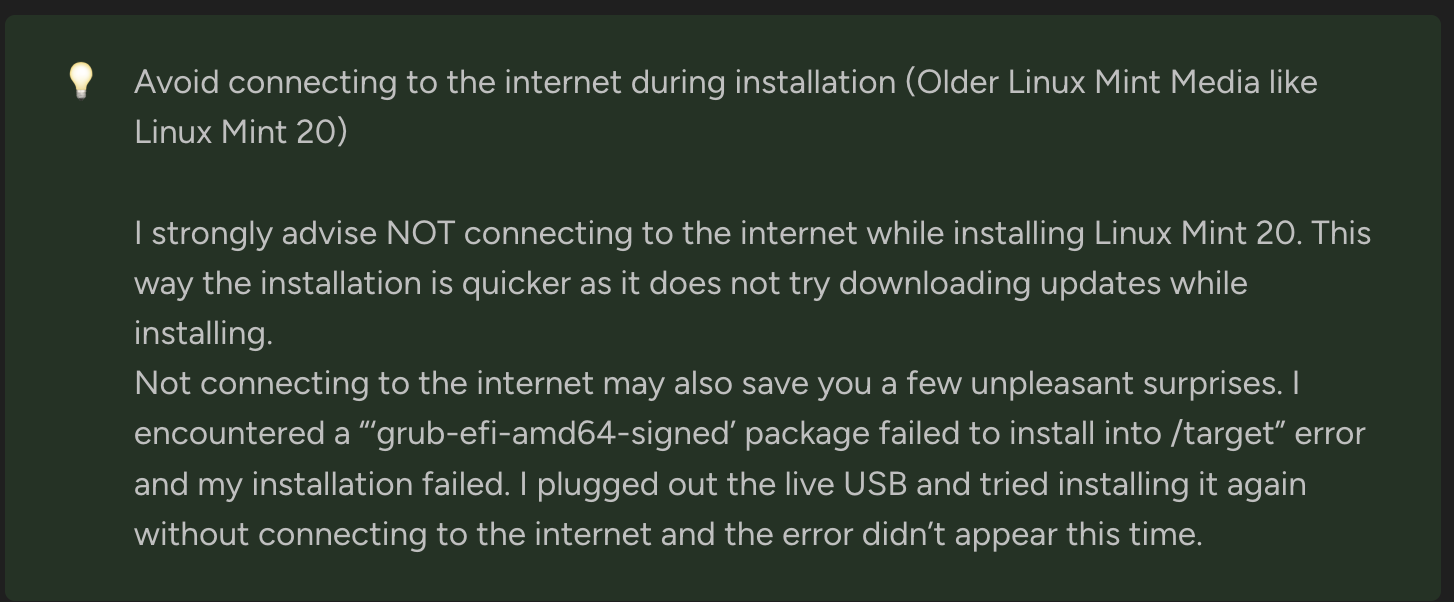 Avoid connecting to the internet during installation (Older Linux Mint Media like
Linux Mint 20)
I strongly advise NOT connecting to the internet while installing Linux Mint 20. This
way the installation is quicker as it does not try downloading updates while
installing.
Not connecting to the internet may also save you a few unpleasant surprises. I
encountered a “‘grub-efi-amd64-signed’ package failed to install into /target” error
and my installation failed. I plugged out the live USB and tried installing it again
without connecting to the internet and the error didn’t appear this time.